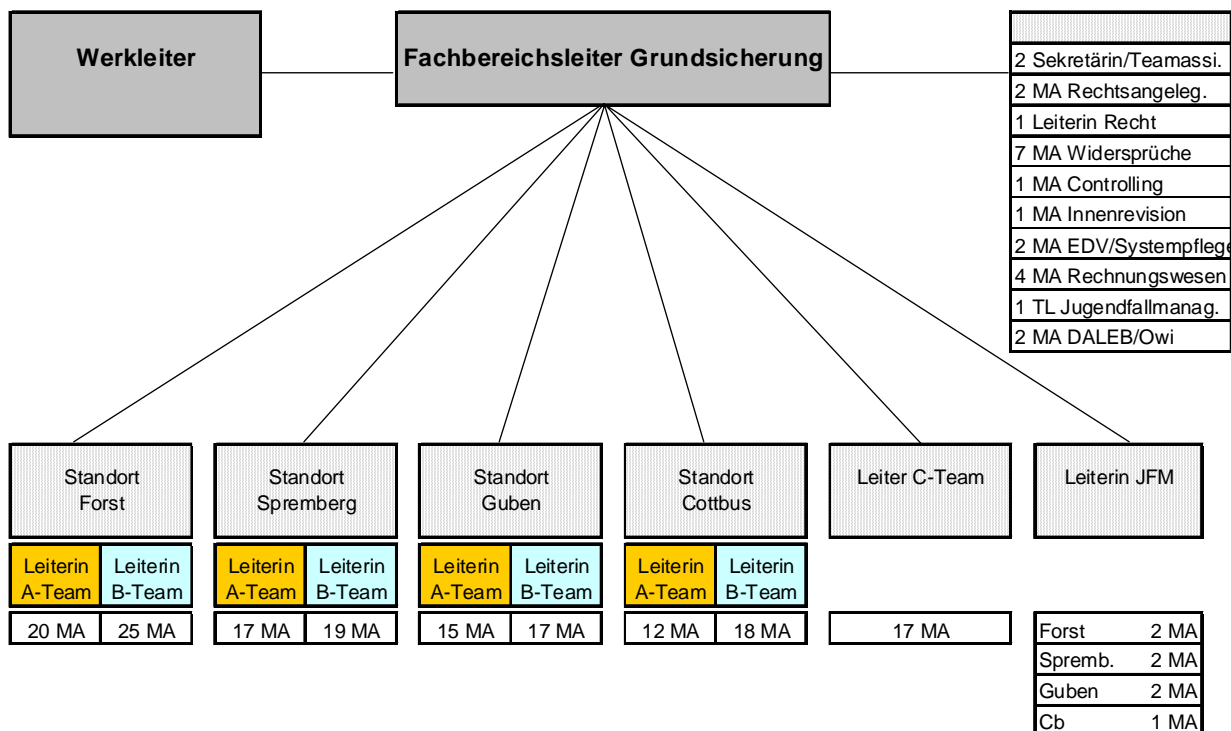 Werkleiter
Fachbereichsleiter Grundsicherung
2 Sekretärin/Teamassi.
2 MA Rechtsangeleg.
1 Leiterin Recht
7 MA Widersprüche
1 MA Controlling
1 MA Innenrevision
2 MA EDV/Systempflege
4 MA Rechnungswesen
1 TL Jugendfallmanag.
2 MA DALEB/Owi
Standort
Forst
Standort
Spremberg
Standort
Guben
Standort
Cottbus
Leiter C-Team
Leiterin JFM
Leiterin
A-Team
Leiterin
B-Team
Leiterin
A-Team
Leiterin
B-Team
Leiterin
A-Team
Leiterin
B-Team
Leiterin
A-Team
Leiterin
B-Team
20 MA
25 MA
17 MA
19 MA
15 MA
17 MA
12 MA
18 MA
17 MA
Forst 2 MA
Spremb. 2 MA
Guben 2 MA
Cb 1 MA